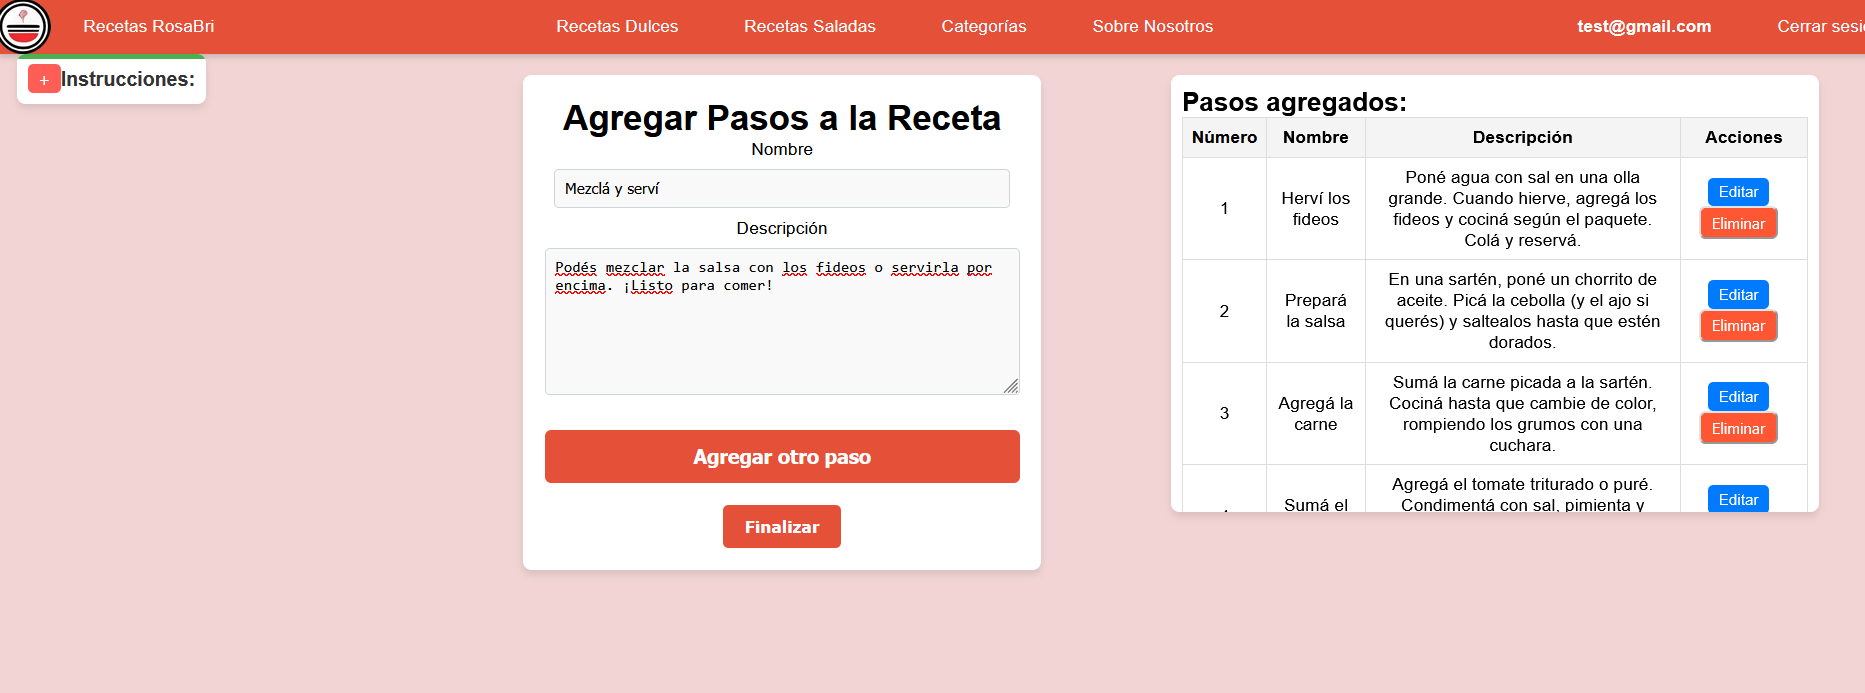 Recetas RosaBri
Recetas Dulces
Recetas Saladas
Categorías
Sobre Nosotros
test@gmail.com
Cerrar
+ Instrucciones:
Agregar Pasos a la Receta
Nombre
Mezclá y serví
Descripción
Podés mezclar la salsa con los fideos o servirla por
encima. ¡Listo para comer!
Agregar otro paso
Finalizar
Pasos agregados:
Número Nombre Descripción Acciones
1
Herví los
fideos
Poné agua con sal en una olla
grande. Cuando hierve, agregá los
fideos y cociná según el paquete.
Colá y reservá.
Editar
Eliminar
2
Prepará
la salsa
En una sartén, poné un chorrito de
aceite. Picá la cebolla (y el ajo si
querés) y saltealos hasta que estén
dorados.
Editar
Eliminar
3
Agregá la
carne
Sumá la carne picada a la sartén.
Cociná hasta que cambie de color,
rompiendo los grumos con una
cuchara.
Editar
Eliminar
Sumá el
Agregá el tomate triturado o puré.
Condimentá con sal, pimienta y
Editar